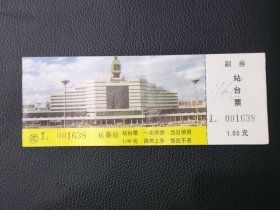 L 001638 长春站 站台票 一次有效 当日使用
1.00元 请勿上车 售出不退
副券
站台票
L 001638
1.00元